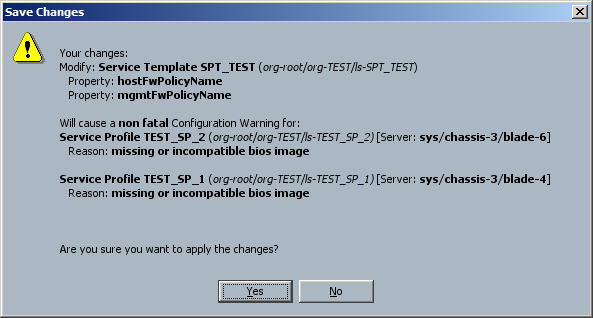 Save Changes
Your changes:
Modify: Service Template SPT_TEST (org-root/org-TEST/ls-SPT_TEST)
Property: hostFwPolicyName
Property: mgmtFwPolicyName
Will cause a non fatal Configuration Warning for:
Service Profile TEST_SP_2 (org-root/org-TEST/ls-TEST_SP_2) [Server: sys/chassis-3/blade-6]
Reason: missing or incompatible bios image
Service Profile TEST_SP_1 (org-root/org-TEST/ls-TEST_SP_1) [Server: sys/chassis-3/blade-4]
Reason: missing or incompatible bios image
Are you sure you want to apply the changes?
Yes No